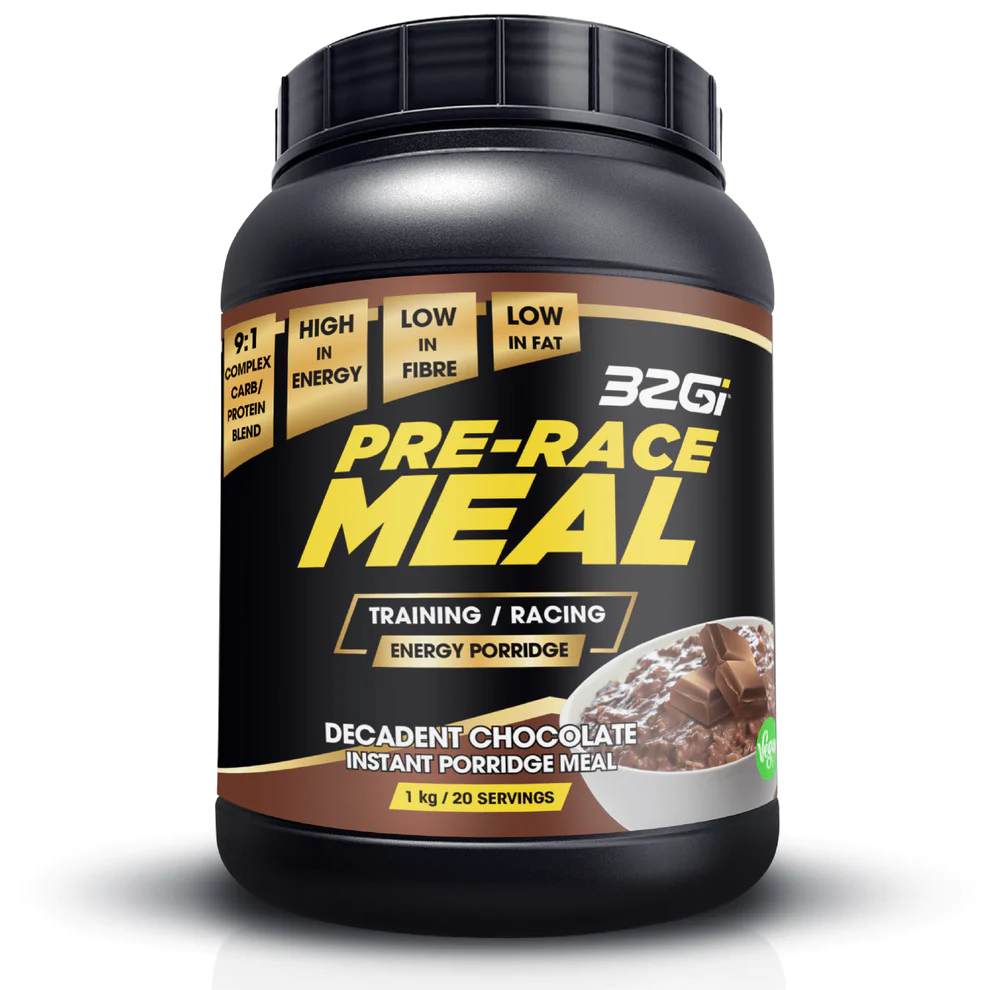 9:1
COMPLEX
CARB/
PROTEIN
BLEND
HIGH
IN
ENERGY
LOW
IN
FIBRE
LOW
IN FAT
32Gi
PRE-RACE
MEAL
TRAINING / RACING
ENERGY PORRIDGE
DECADENT CHOCOLATE
INSTANT PORRIDGE MEAL
1 kg / 20 SERVINGS